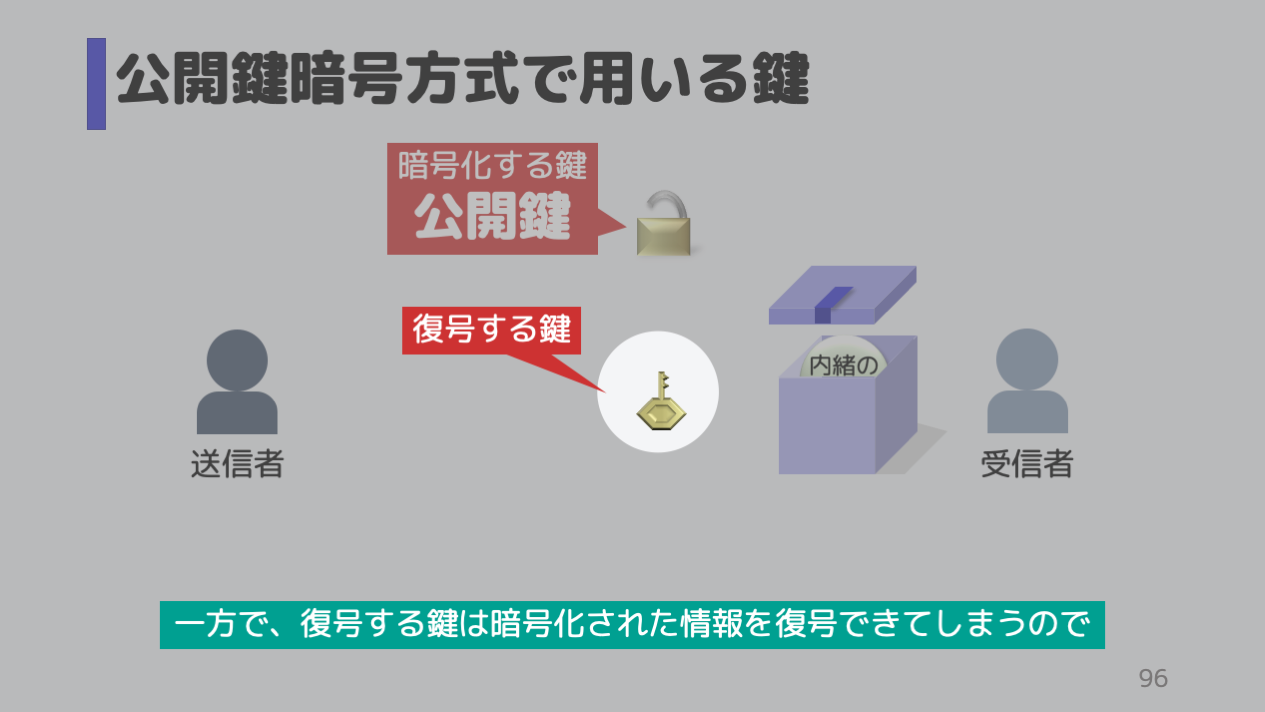 公開鍵暗号方式で用いる鍵
暗号化する鍵
公開鍵
復号する鍵
内緒の
送信者
受信者
一方で、復号する鍵は暗号化された情報を復号できてしまうので
96